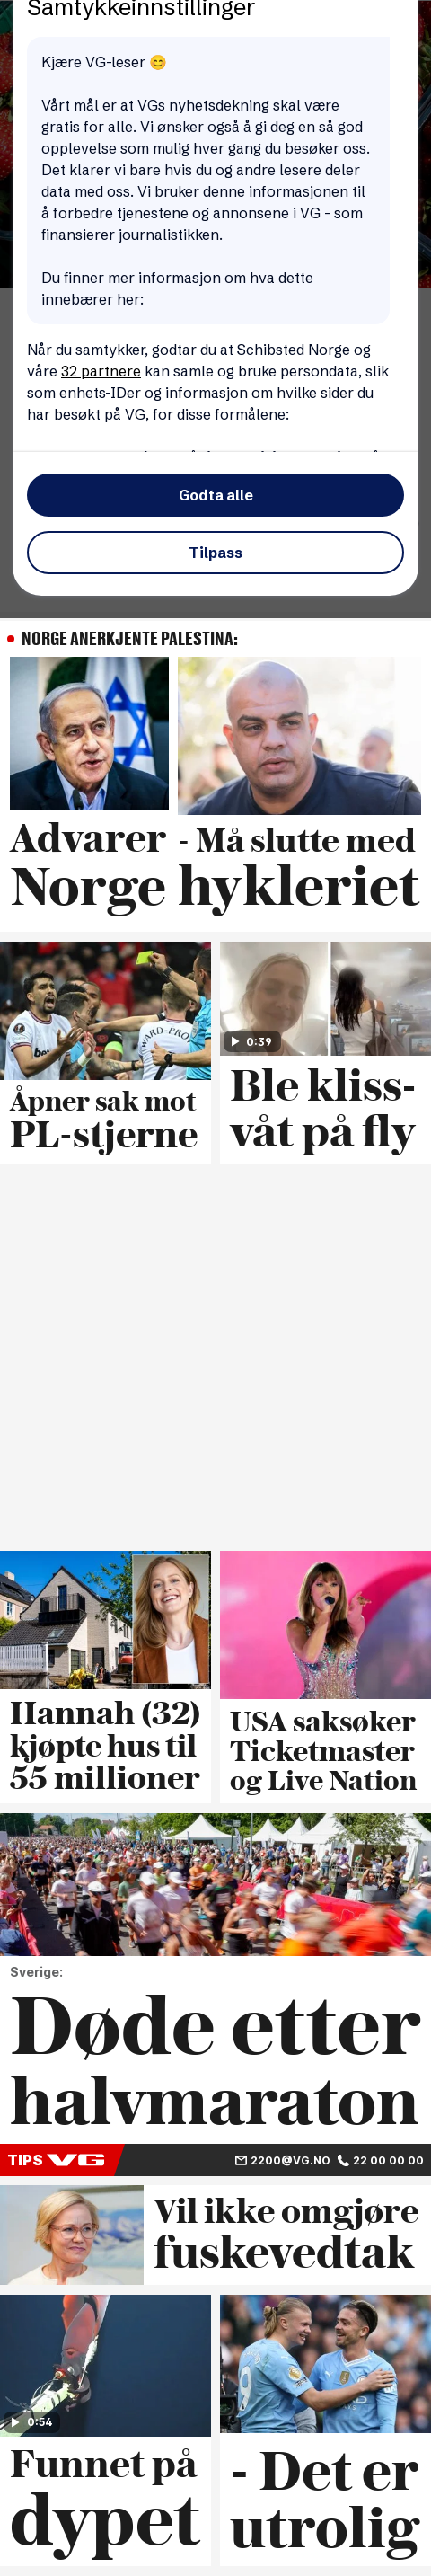 Samtykkeinnstillinger
Kjære VG-leser 😊
Vårt mål er at VGs nyhetsdekning skal være
gratis for alle. Vi ønsker også å gi deg en så god
opplevelse som mulig hver gang du besøker oss.
Det klarer vi bare hvis du og andre lesere deler
data med oss. Vi bruker denne informasjonen til
å forbedre tjenestene og annonsene i VG - som
finansierer journalistikken.
Du finner mer informasjon om hva dette
innebærer her:
Når du samtykker, godtar du at Schibsted Norge og
våre 32 partnere kan samle og bruke persondata, slik
som enhets-IDer og informasjon om hvilke sider du
har besøkt på VG, for disse formålene:
Godta alle
Tilpass
NORGE ANERKJENTE PALESTINA:
Advarer
Norge
- Må slutte med
hykleriet
Åpner sak mot
PL-stjerne
0:39
Ble kliss-
våt på fly
Hannah (32)
kjøpte hus til
55 millioner
USA saksøker
Ticketmaster
og Live Nation
Sverige:
Døde etter
halvmaraton
TIPS VG 2200@VG.NO 22 00 00 00
Vil ikke omgjøre
fuskevedtak
0:54
Funnet på
dypet
- Det er
utrolig